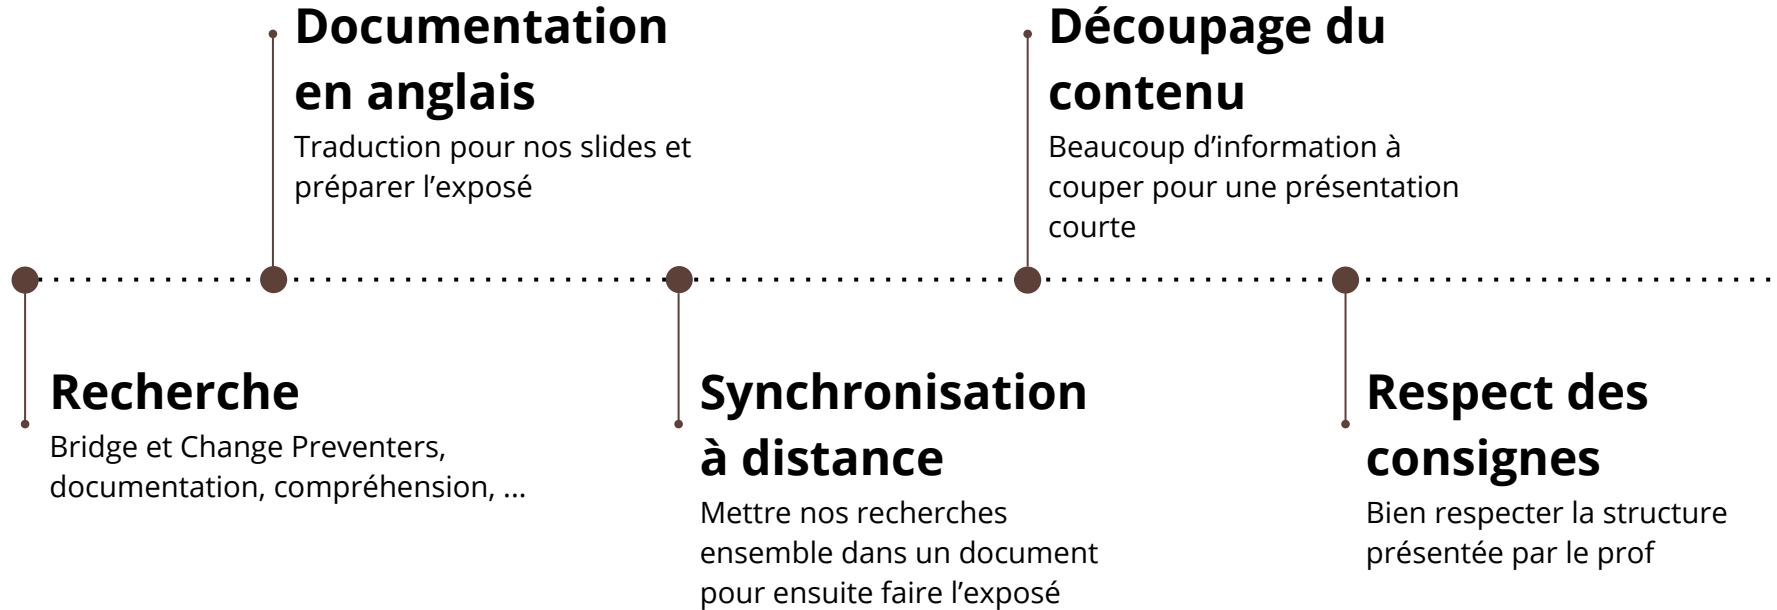 Documentation
en anglais
Traduction pour nos slides et
préparer l’exposé
Découpage du
contenu
Beaucoup d’information à
couper pour une présentation
courte
Recherche
Bridge et Change Preventers,
documentation, compréhension, ...
Synchronisation
à distance
Mettre nos recherches
ensemble dans un document
pour ensuite faire l’exposé
Respect des
consignes
Bien respecter la structure
présentée par le prof